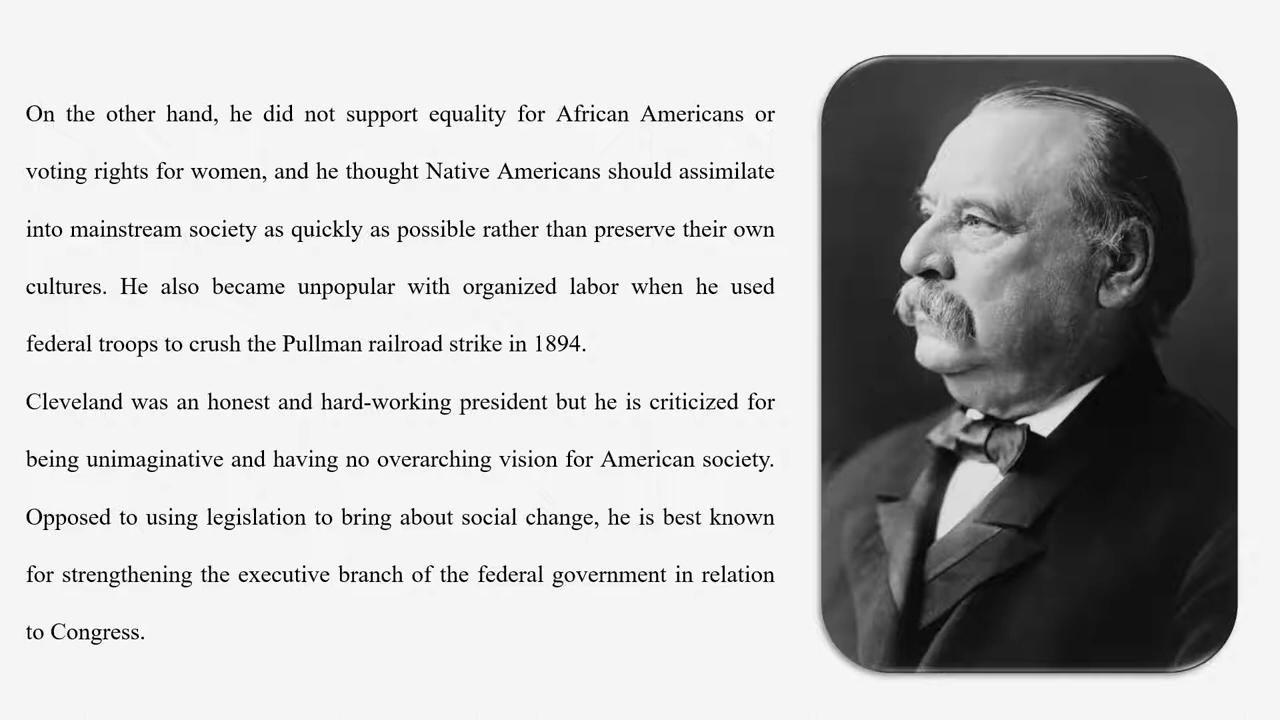 On the other hand, he did not support equality for African Americans or
voting rights for women, and he thought Native Americans should assimilate
into mainstream society as quickly as possible rather than preserve their own
cultures. He also became unpopular with organized labor when he used
federal troops to crush the Pullman railroad strike in 1894.
Cleveland was an honest and hard-working president but he is criticized for
being unimaginative and having no overarching vision for American society.
Opposed to using legislation to bring about social change, he is best known
for strengthening the executive branch of the federal government in relation
to Congress.